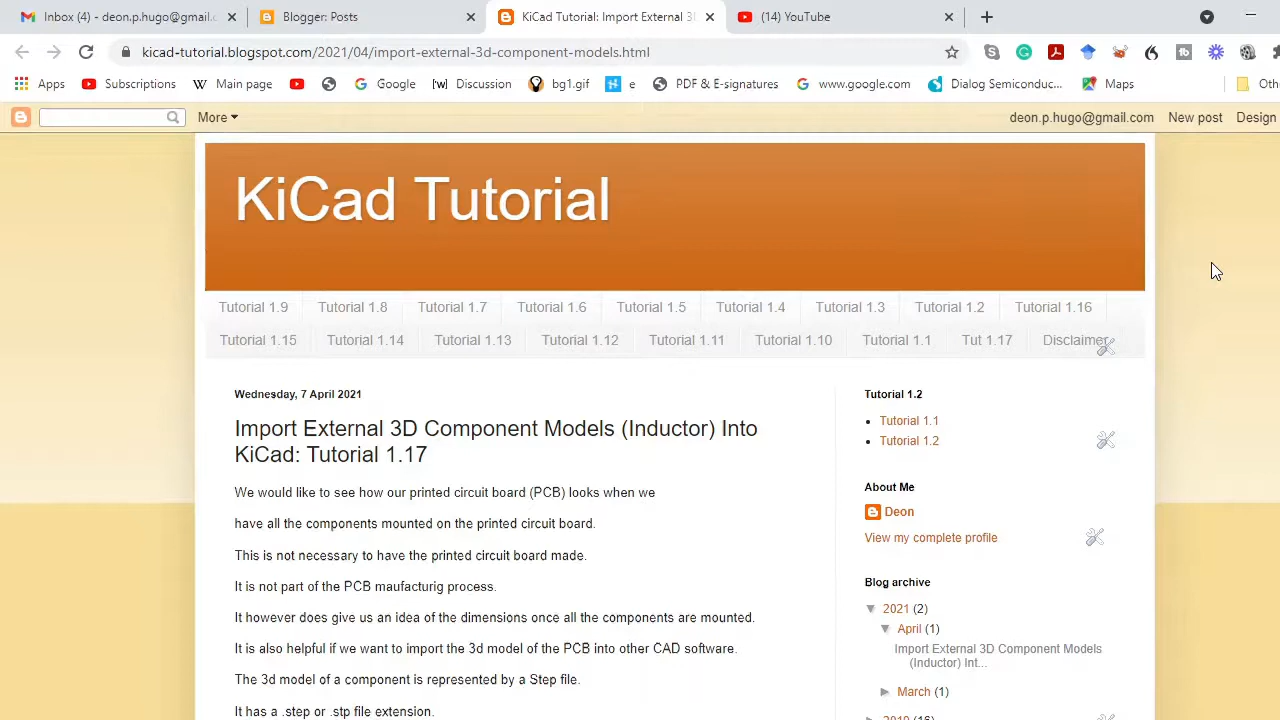 Inbox (4) - deon.p.hugo@gmail.c
Blogger: Posts
KiCad Tutorial: Import External 3D
(14) YouTube
kicad-tutorial.blogspot.com/2021/04/import-external-3d-component-models.html
Apps
Subscriptions
Main page
Google
[w] Discussion
bg1.gif
e
PDF & E-signatures
www.google.com
Dialog Semiconduc...
Maps
Oth
More
deon.p.hugo@gmail.com
New post
Design
KiCad Tutorial
Tutorial 1.9
Tutorial 1.8
Tutorial 1.7
Tutorial 1.6
Tutorial 1.5
Tutorial 1.4
Tutorial 1.3
Tutorial 1.2
Tutorial 1.16
Tutorial 1.15
Tutorial 1.14
Tutorial 1.13
Tutorial 1.12
Tutorial 1.11
Tutorial 1.10
Tutorial 1.1
Tut 1.17
Disclaimer
Wednesday, 7 April 2021
Import External 3D Component Models (Inductor) Into
KiCad: Tutorial 1.17
We would like to see how our printed circuit board (PCB) looks when we
have all the components mounted on the printed circuit board.
This is not necessary to have the printed circuit board made.
It is not part of the PCB maufacturig process.
It however does give us an idea of the dimensions once all the components are mounted.
It is also helpful if we want to import the 3d model of the PCB into other CAD software.
The 3d model of a component is represented by a Step file.
It has a .step or .stp file extension.
Tutorial 1.2
Tutorial 1.1
Tutorial 1.2
About Me
Deon
View my complete profile
Blog archive
2021 (2)
April (1)
Import External 3D Component Models
(Inductor) Int...
March (1)